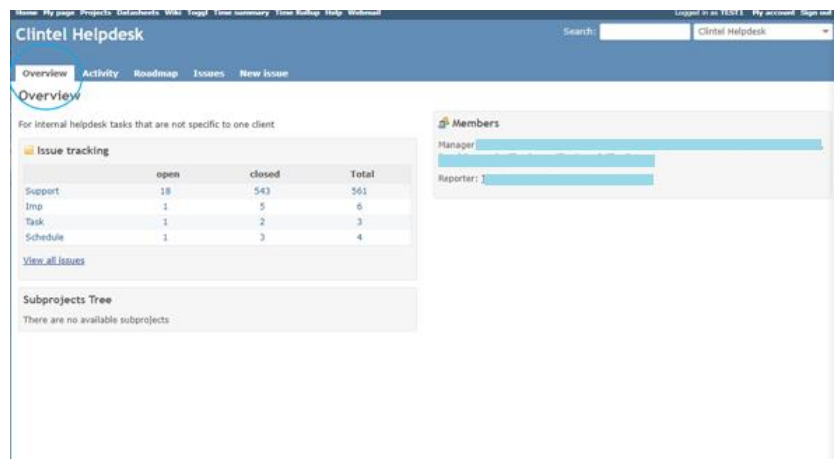 Home My page Projects Datasheets Wiki Toggl Time summary Time Rollup Help Webmail
Logged in as TEST1 My account Sign out
Clintel Helpdesk
Search:
Clintel Helpdesk
Overview Activity Roadmap Issues New issue
Overview
For internal helpdesk tasks that are not specific to one client
Issue tracking
open closed Total
Support 18 543 561
Imp 1 5 6
Task 1 2 3
Schedule 1 3 4
View all issues
Subprojects Tree
There are no available subprojects
Members
Manager
Reporter: